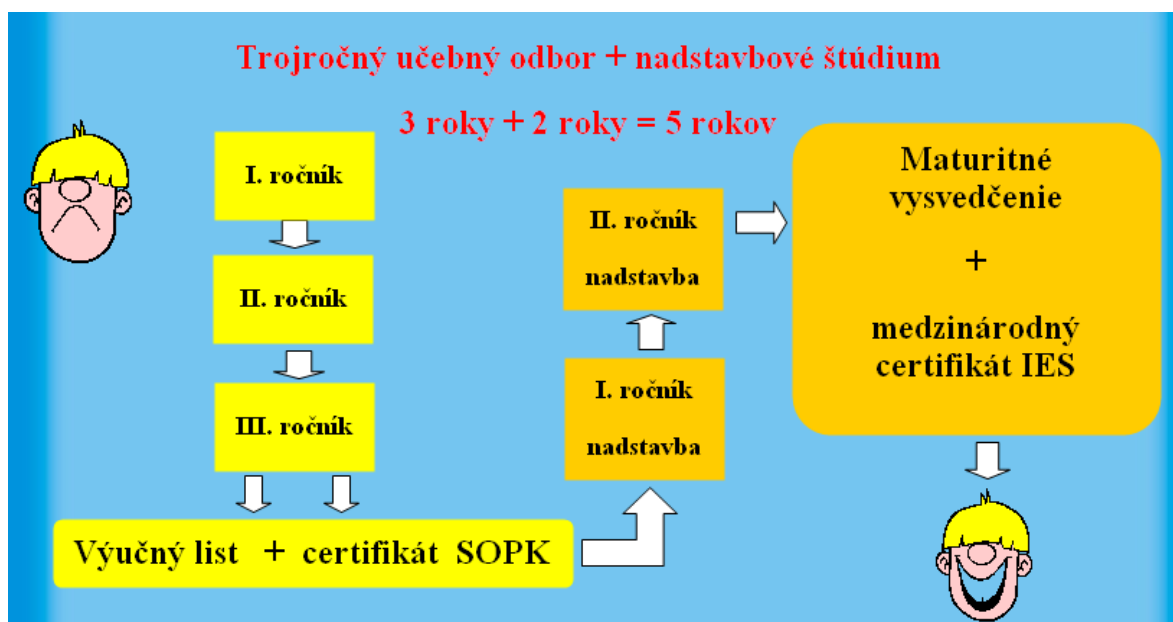 Trojročný učebný odbor + nadstavbové štúdium
3 roky + 2 roky = 5 rokov
I. ročník
II. ročník
III. ročník
Výučný list + certifikát SOPK
I. ročník
nadstavba
II. ročník
nadstavba
Maturitné
vysvedčenie
+
medzinárodný
certifikát IES